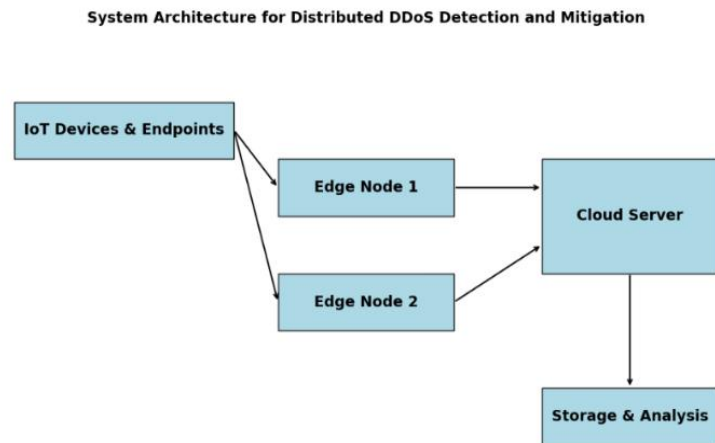 System Architecture for Distributed DDoS Detection and Mitigation
IoT Devices & Endpoints
Edge Node 1
Cloud Server
Edge Node 2
Storage & Analysis